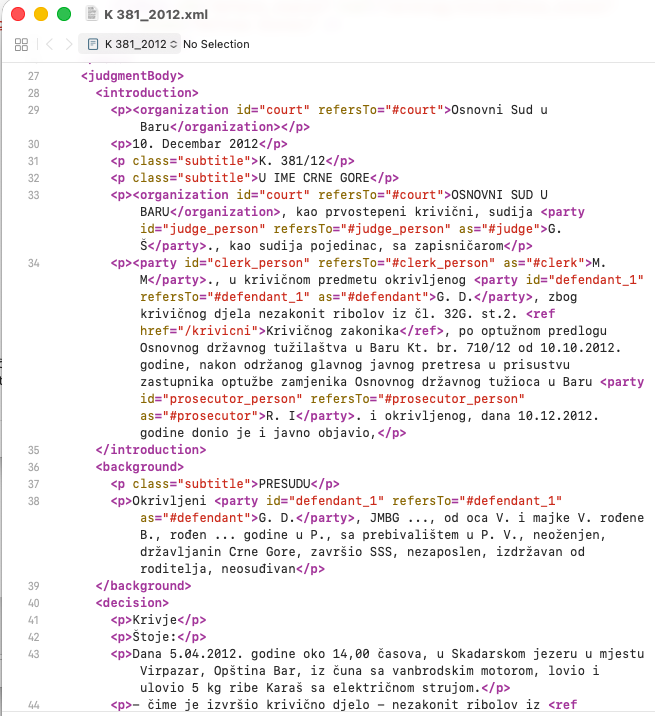 K 381_2012.xml
K 381_2012 No Selection
27 <judgmentBody>
28 <introduction>
29 <p><organization id="court" refersTo="#court">Osnovni Sud u
Baru</organization></p>
30 <p>10. Decembar 2012</p>
31 <p class="subtitle">K. 381/12</p>
32 <p class="subtitle">U IME CRNE GORE</p>
33 <p><organization id="court" refersTo="#court">OSNOVNI SUD U
BARU</organization>, kao prvostepeni krivični, sudija <party
id="judge_person" refersTo="#judge_person" as="#judge">G.
Š</party>., kao sudija pojedinac, sa zapisničarom</p>
34 <p><party id="clerk_person" refersTo="#clerk_person" as="#clerk">M.
M</party>., u krivičnom predmetu okrivljenog <party id="defendant_1"
refersTo="#defendant_1" as="#defendant">G. D.</party>, zbog
krivičnog djela nezakonit ribolov iz čl. 32G. st.2. <ref
href="/krivicni">Krivičnog zakonika</ref>, po optužnom predlogu
Osnovnog državnog tužilaštva u Baru Kt. br. 710/12 od 10.10.2012.
godine, nakon održanog glavnog javnog pretresa u prisustvu
zastupnika optužbe zamjenika Osnovnog državnog tužioca u Baru <party
id="prosecutor_person" refersTo="#prosecutor_person"
as="#prosecutor">R. I</party>. i okrivljenog, dana 10.12.2012.
godine donio je i javno objavio,</p>
35 </introduction>
36 <background>
37 <p class="subtitle">PRESUDU</p>
38 <p>Okrivljeni <party id="defendant_1" refersTo="#defendant_1"
as="#defendant">G. D.</party>, JMBG ..., od oca V. i majke V. rođene
B., rođen ... godine u P., sa prebivalištem u P. V., neoženjen,
državljanin Crne Gore, završio SSS, nezaposlen, izdržavan od
roditelja, neosuđivan</p>
39 </background>
40 <decision>
41 <p>Krivje</p>
42 <p>Štoje:</p>
43 <p>Dana 5.04.2012. godine oko 14,00 časova, u Skadarskom jezeru u mjestu
Virpazar, Opština Bar, iz čuna sa vanbrodskim motorom, lovio i
ulovio 5 kg ribe Karaš sa električnom strujom.</p>
44 <p>- čime je izvršio krivično djelo - nezakonit ribolov iz <ref